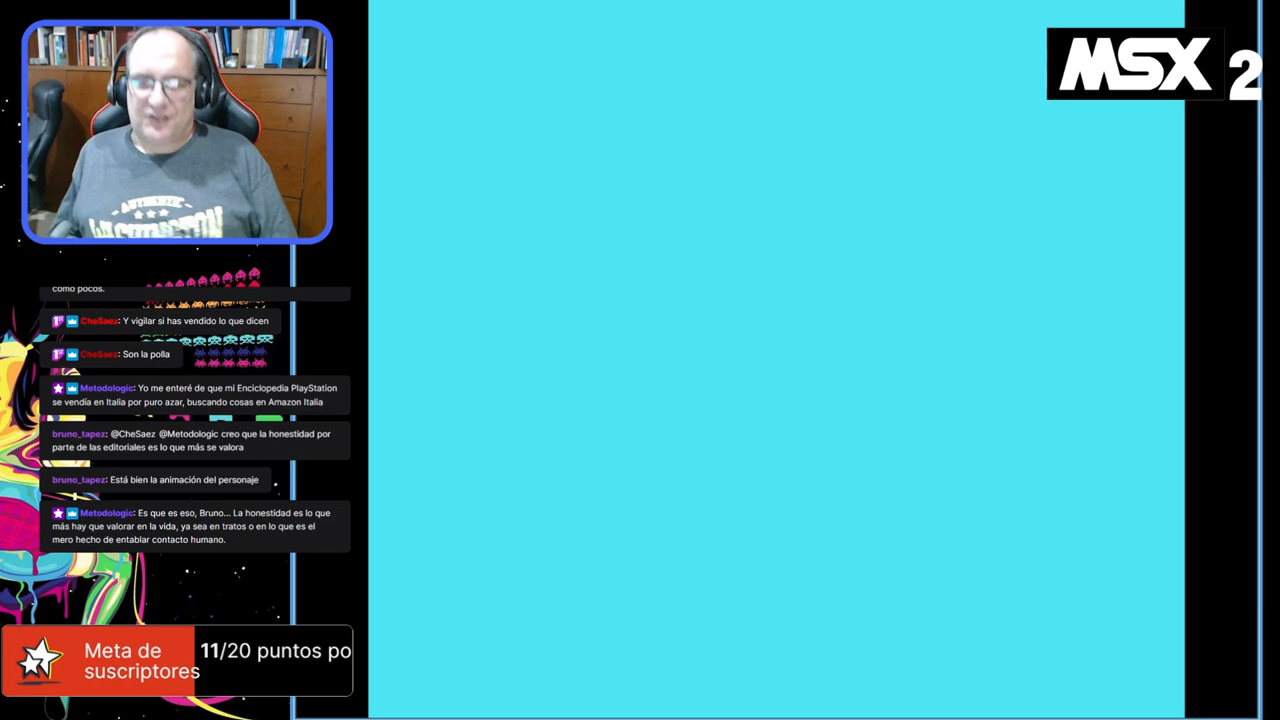 MSX 2
AUTHENTIC
como pocos.
CheSaez: Y vigilar si has vendido lo que dicen
CheSaez: Son la polla
Metodologic: Yo me enteré de que mi Enciclopedia PlayStation
se vendía en Italia por puro azar, buscando cosas en Amazon Italia
bruno_tapez: @CheSaez @Metodologic creo que la honestidad por
parte de las editoriales es lo que más se valora
bruno_tapez: Está bien la animación del personaje
Metodologic: Es que es eso, Bruno... La honestidad es lo que
más hay que valorar en la vida, ya sea en tratos o en lo que es el
mero hecho de entablar contacto humano.
Meta de
suscriptores
11/20 puntos po